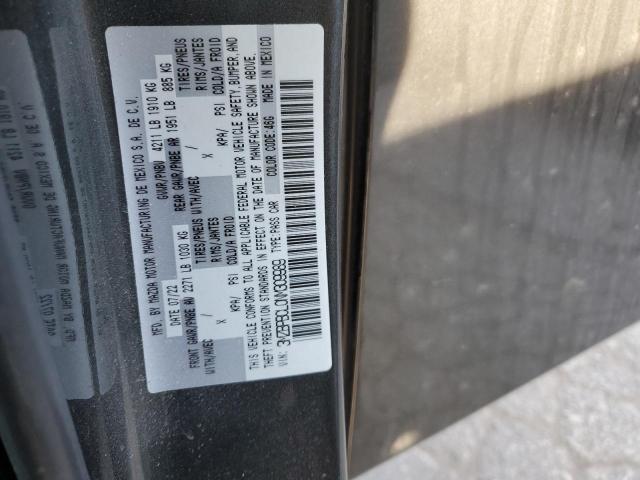 MFD. BY MAZDA MOTOR MANUFACTURING DE MEXICO S.A. DE C.V.
DATE 07/22 GVWR/PNBV 4211 LB 1910 KG
FRONT GAWR/PNBE AV 2271 LB 1030 KG REAR GAWR/PNBE AR 1951 LB 885 KG
WITH/AVEC TIRES/PNEUS WITH/AVEC TIRES/PNEUS
X RIMS/JANTES X RIMS/JANTES
KPA/ PSI COLD/A FROID KPA/ PSI COLD/A FROID
THIS VEHICLE CONFORMS TO ALL APPLICABLE FEDERAL MOTOR VEHICLE SAFETY, BUMPER, AND
THEFT PREVENTION STANDARDS IN EFFECT ON THE DATE OF MANUFACTURE SHOWN ABOVE.
COLOR CODE:46G MADE IN MEXICO
VIN: TYPE:PASS CAR